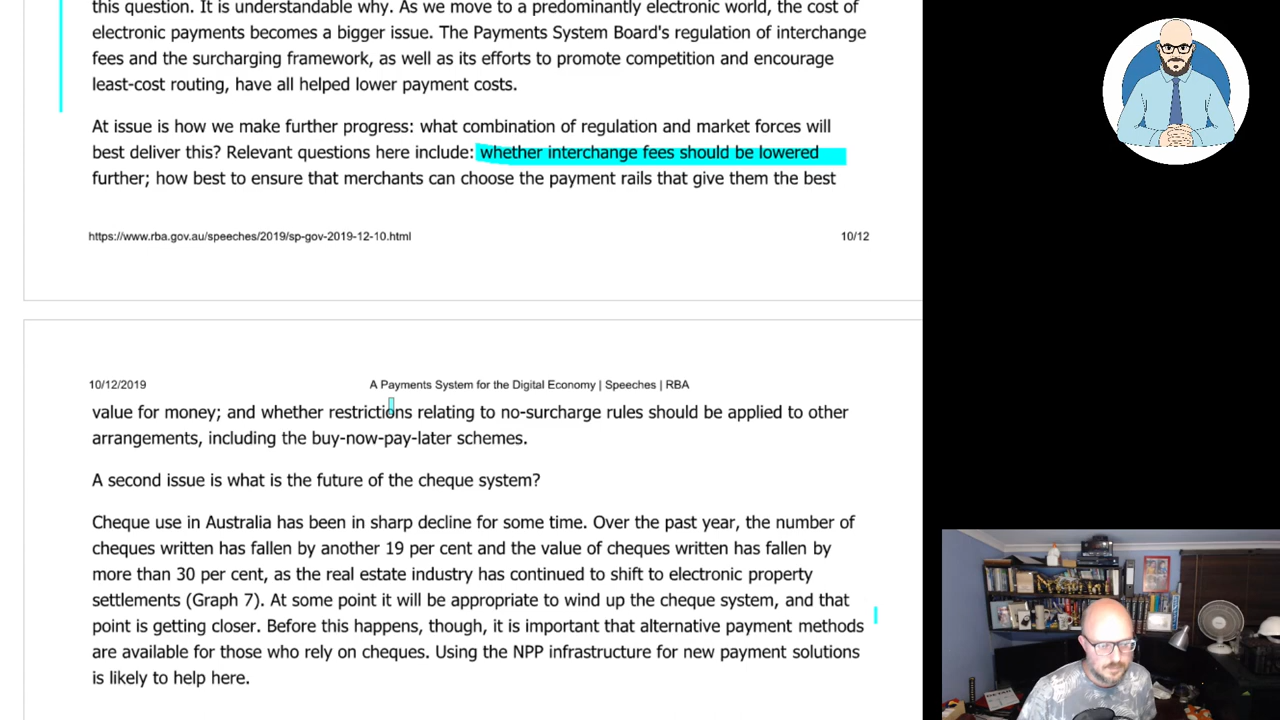 this question. It is understandable why. As we move to a predominantly electronic world, the cost of
electronic payments becomes a bigger issue. The Payments System Board's regulation of interchange
fees and the surcharging framework, as well as its efforts to promote competition and encourage
least-cost routing, have all helped lower payment costs.
At issue is how we make further progress: what combination of regulation and market forces will
best deliver this? Relevant questions here include: whether interchange fees should be lowered
further; how best to ensure that merchants can choose the payment rails that give them the best
https://www.rba.gov.au/speeches/2019/sp-gov-2019-12-10.html 10/12
10/12/2019 A Payments System for the Digital Economy | Speeches | RBA
value for money; and whether restrictions relating to no-surcharge rules should be applied to other
arrangements, including the buy-now-pay-later schemes.
A second issue is what is the future of the cheque system?
Cheque use in Australia has been in sharp decline for some time. Over the past year, the number of
cheques written has fallen by another 19 per cent and the value of cheques written has fallen by
more than 30 per cent, as the real estate industry has continued to shift to electronic property
settlements (Graph 7). At some point it will be appropriate to wind up the cheque system, and that
point is getting closer. Before this happens, though, it is important that alternative payment methods
are available for those who rely on cheques. Using the NPP infrastructure for new payment solutions
is likely to help here.